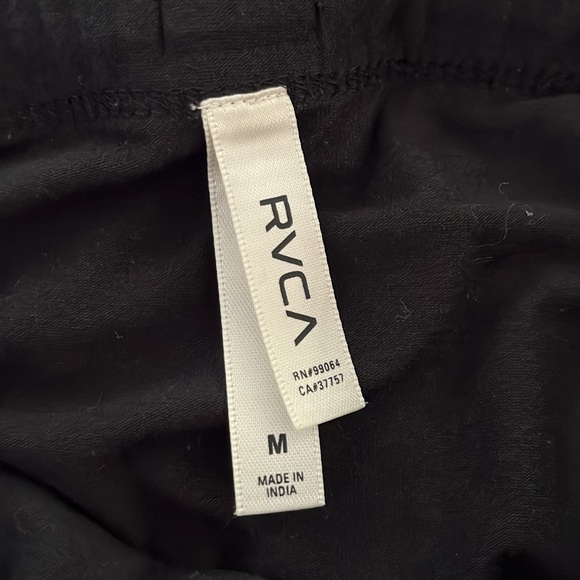 RVCA
RN#99064
CA#37757
M
MADE IN
INDIA